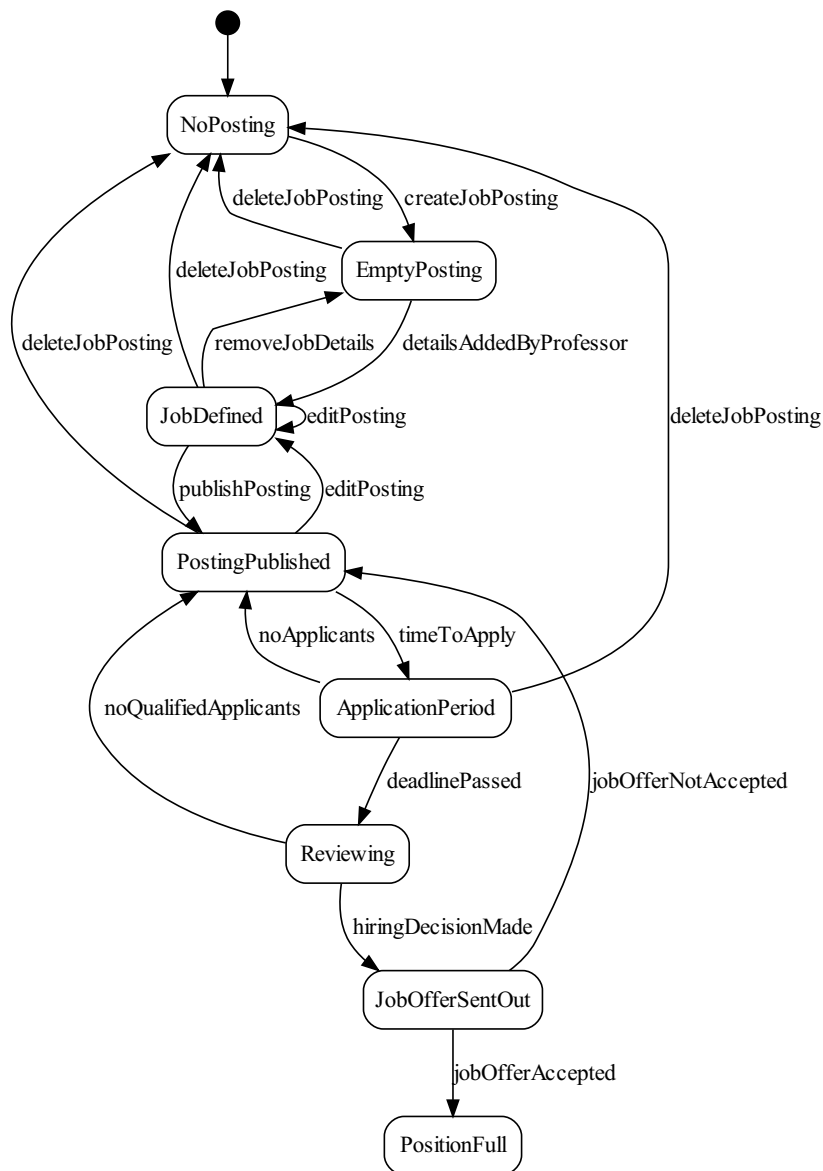 NoPosting
deleteJobPosting
createJobPosting
deleteJobPosting
EmptyPosting
deleteJobPosting
removeJobDetails
detailsAddedByProfessor
JobDefined
editPosting
deleteJobPosting
publishPosting
editPosting
PostingPublished
noApplicants
timeToApply
noQualifiedApplicants
ApplicationPeriod
deadlinePassed
jobOfferNotAccepted
Reviewing
hiringDecisionMade
JobOfferSentOut
jobOfferAccepted
PositionFull